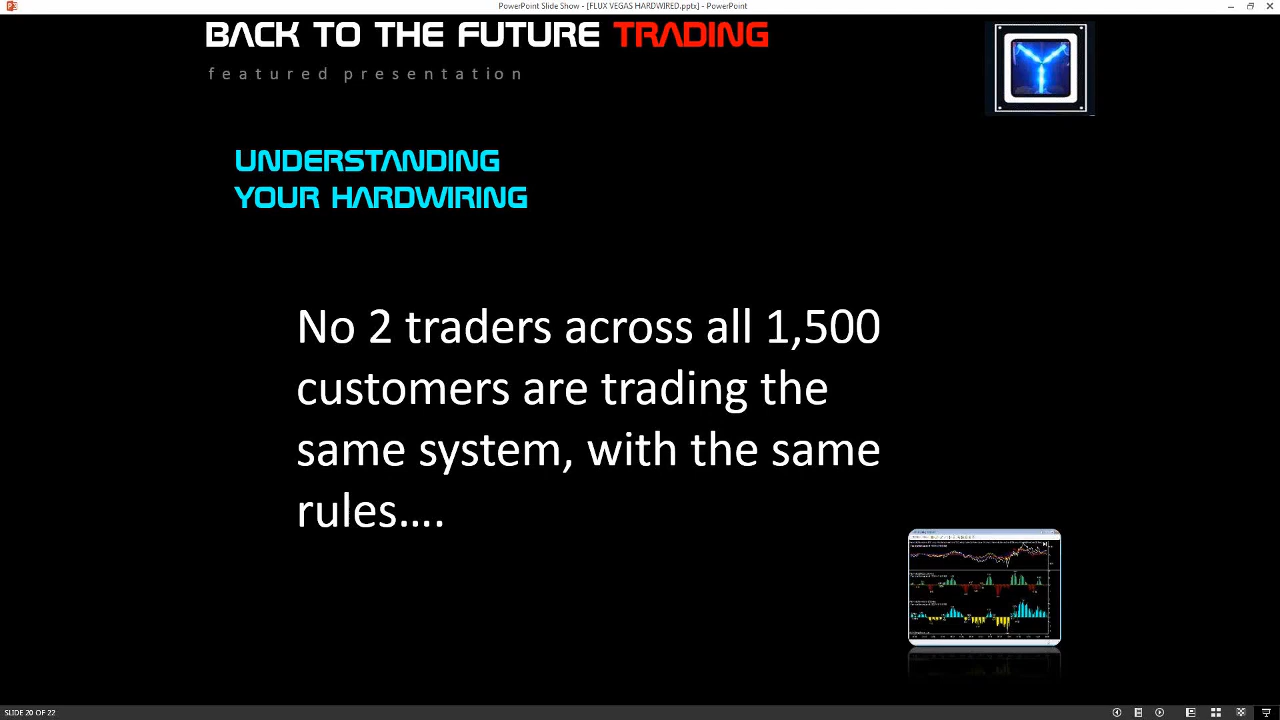 PowerPoint Slide Show - [FLUX VEGAS HARDWIRED.pptx] - PowerPoint
BACK TO THE FUTURE TRADING
featured presentation
UNDERSTANDING
YOUR HARDWIRING
No 2 traders across all 1,500
customers are trading the
same system, with the same
rules....
SLIDE 20 OF 22